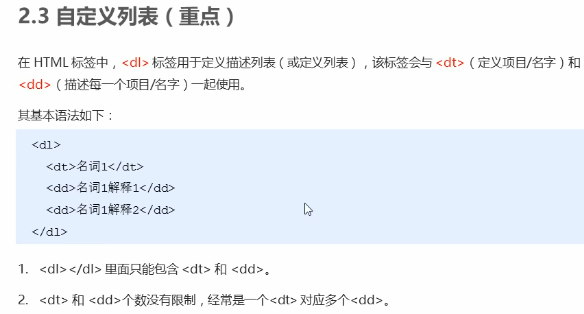 2.3 自定义列表（重点）
在 HTML 标签中，<dl> 标签用于定义描述列表（或定义列表），该标签会与 <dt>（定义项目/名字）和
<dd>（描述每一个项目/名字）一起使用。
其基本语法如下：
<dl>
  <dt>名词1</dt>
  <dd>名词1解释1</dd>
  <dd>名词1解释2</dd>
</dl>
1. <dl></dl> 里面只能包含 <dt> 和 <dd>。
2. <dt> 和 <dd>个数没有限制，经常是一个<dt> 对应多个<dd>。